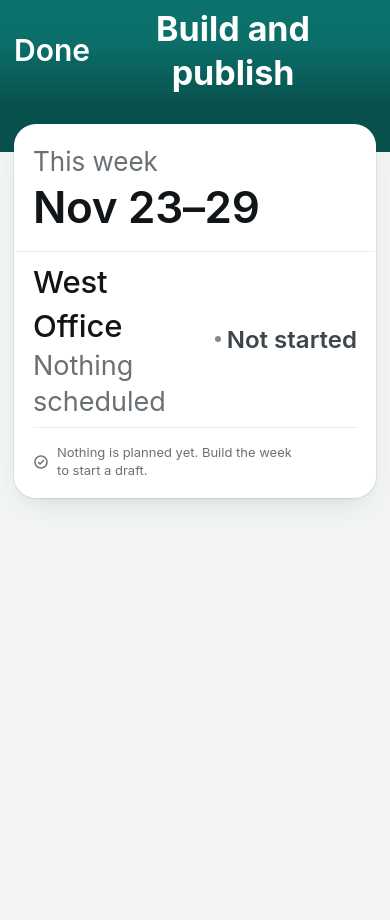 Done
Build and
publish
This week
Nov 23–29
West
Office
Nothing
scheduled
Not started
Nothing is planned yet. Build the week
to start a draft.